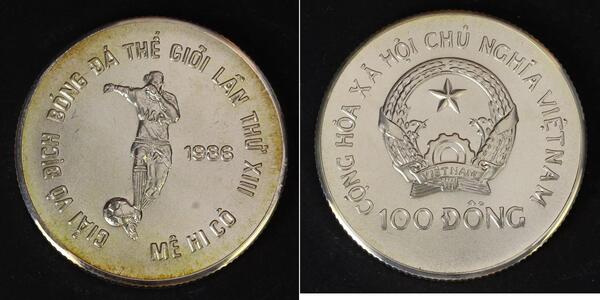 GIẢI VÔ ĐỊCH BÓNG ĐÁ THẾ GIỚI LẦN THỨ XIII
1986
MÊ HI CÔ
CỘNG HÒA XÃ HỘI CHỦ NGHĨA VIỆT NAM
VIETNAM
100 ĐỒNG